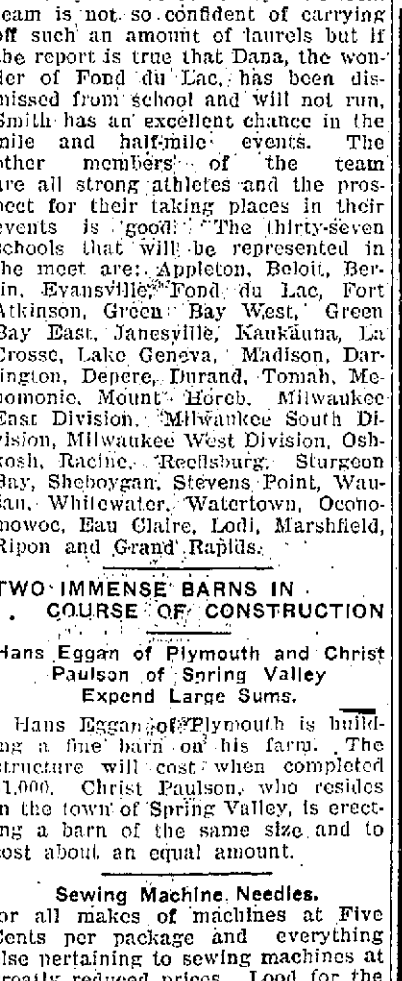 team is not so confident of carrying
off such an amount of laurels but if
the report is true that Dana, the won-
der of Fond du Lac, has been dis-
missed from school and will not run,
Smith has an excellent chance in the
mile and half-mile events. The
other members of the team
are all strong athletes and the pros-
pect for their taking places in their
events is good. The thirty-seven
schools that will be represented in
the meet are: Appleton, Beloit, Ber-
lin, Evansville, Fond du Lac, Fort
Atkinson, Green Bay West, Green
Bay East, Janesville, Kaukauna, La
Crosse, Lake Geneva, Madison, Dar-
lington, Depere, Durand, Tomah, Me-
nomonic, Mount Horeb, Milwaukee
East Division, Milwaukee South Di-
vision, Milwaukee West Division, Osh-
kosh, Racine, Reedsburg, Sturgeon
Bay, Sheboygan, Stevens Point, Wau-
sau, Whitewater, Watertown, Ocono-
mowoc, Eau Claire, Lodi, Marshfield,
Ripon and Grand Rapids.
TWO IMMENSE BARNS IN
COURSE OF CONSTRUCTION
Hans Eggan of Plymouth and Christ
Paulson of Spring Valley
Expend Large Sums.
Hans Eggan of Plymouth is build-
ing a fine barn on his farm. The
structure will cost when completed
1,000. Christ Paulson, who resides
in the town of Spring Valley, is erect-
ing a barn of the same size and to
cost about an equal amount.
Sewing Machine Needles.
for all makes of machines at Five
Cents per package and everything
else pertaining to sewing machines at
greatly reduced prices. Lood for the